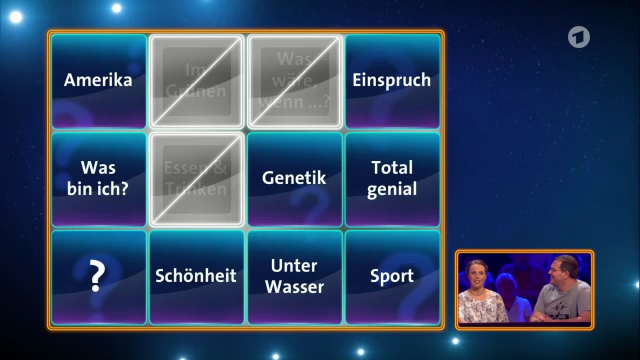 Amerika
Im
Grünen
Was
wäre,
wenn ...?
Einspruch
Was
bin ich?
Essen &
Trinken
Genetik
Total
genial
?
Schönheit
Unter
Wasser
Sport
1